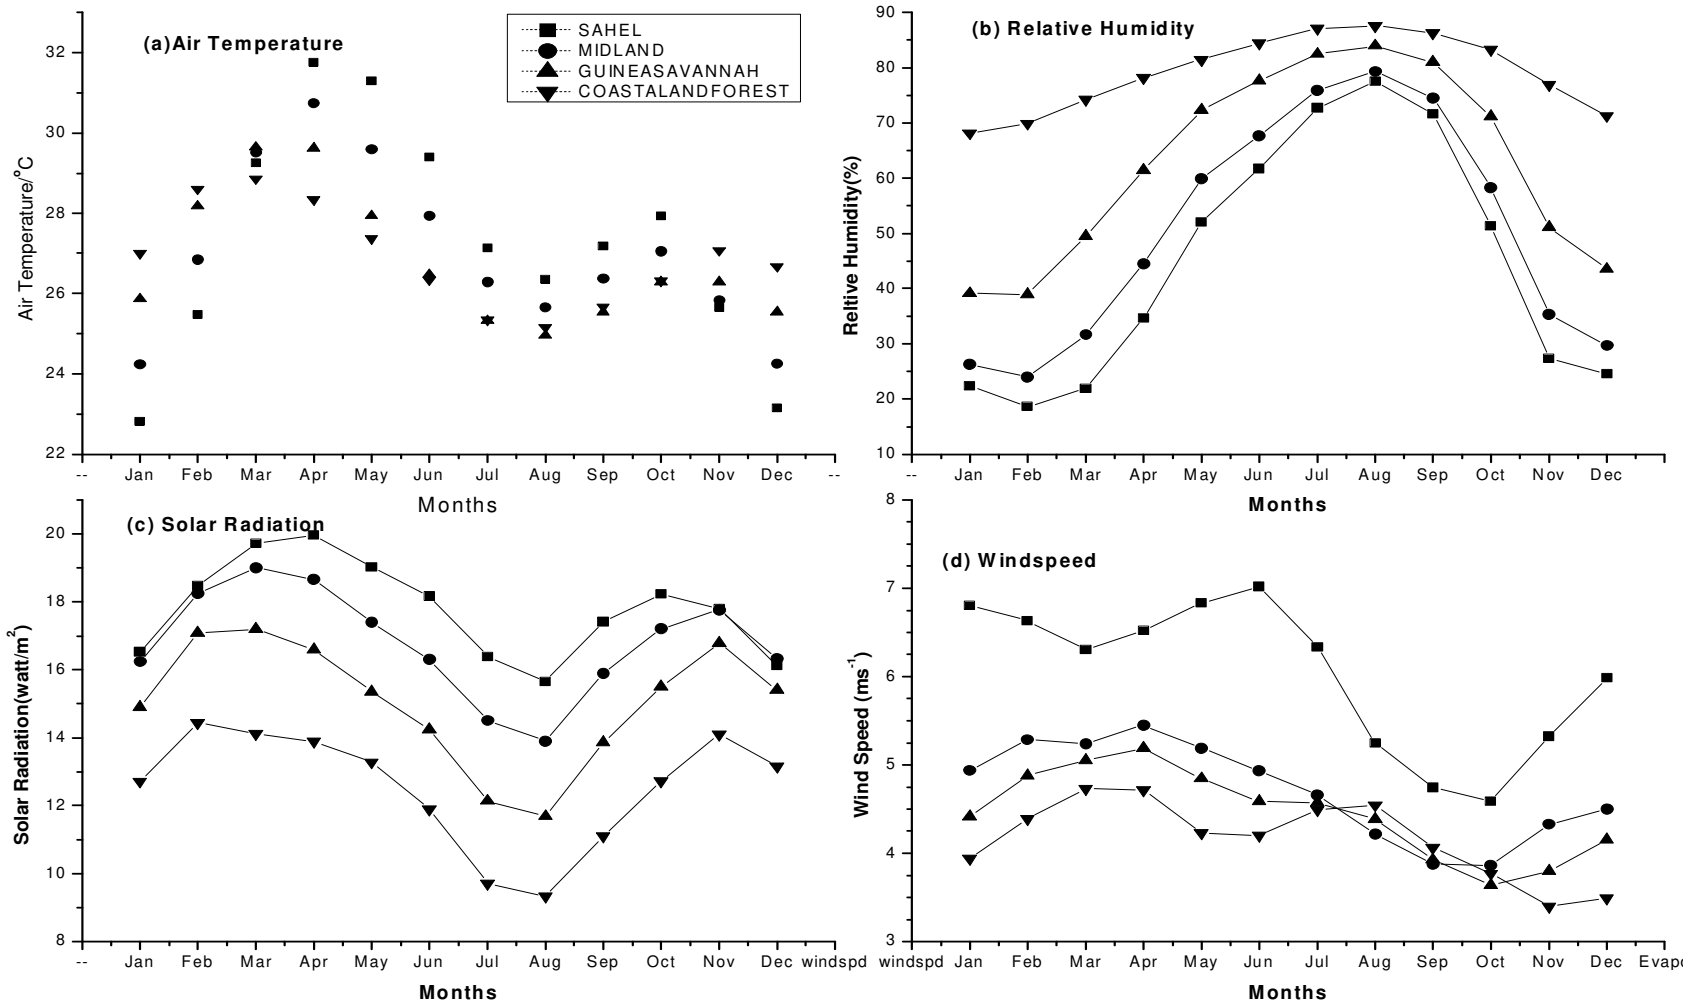 (a)Air Temperature
SAHEL
MIDLAND
GUINEASAVANNAH
COASTALANDFOREST
32
30
28
26
24
22
Air Temperature/°C
-- Jan Feb Mar Apr May Jun Jul Aug Sep Oct Nov Dec --
Months
(b) Relative Humidity
90
80
70
60
50
40
30
20
10
Reltive Humidity(%)
-- Jan Feb Mar Apr May Jun Jul Aug Sep Oct Nov Dec
Months
(c) Solar Radiation
20
18
16
14
12
10
8
Solar Radiation(watt/m²)
-- Jan Feb Mar Apr May Jun Jul Aug Sep Oct Nov Dec windspd
Months
(d) Windspeed
8
7
6
5
4
3
Wind Speed (ms⁻¹)
windspd Jan Feb Mar Apr May Jun Jul Aug Sep Oct Nov Dec Evapo
Months